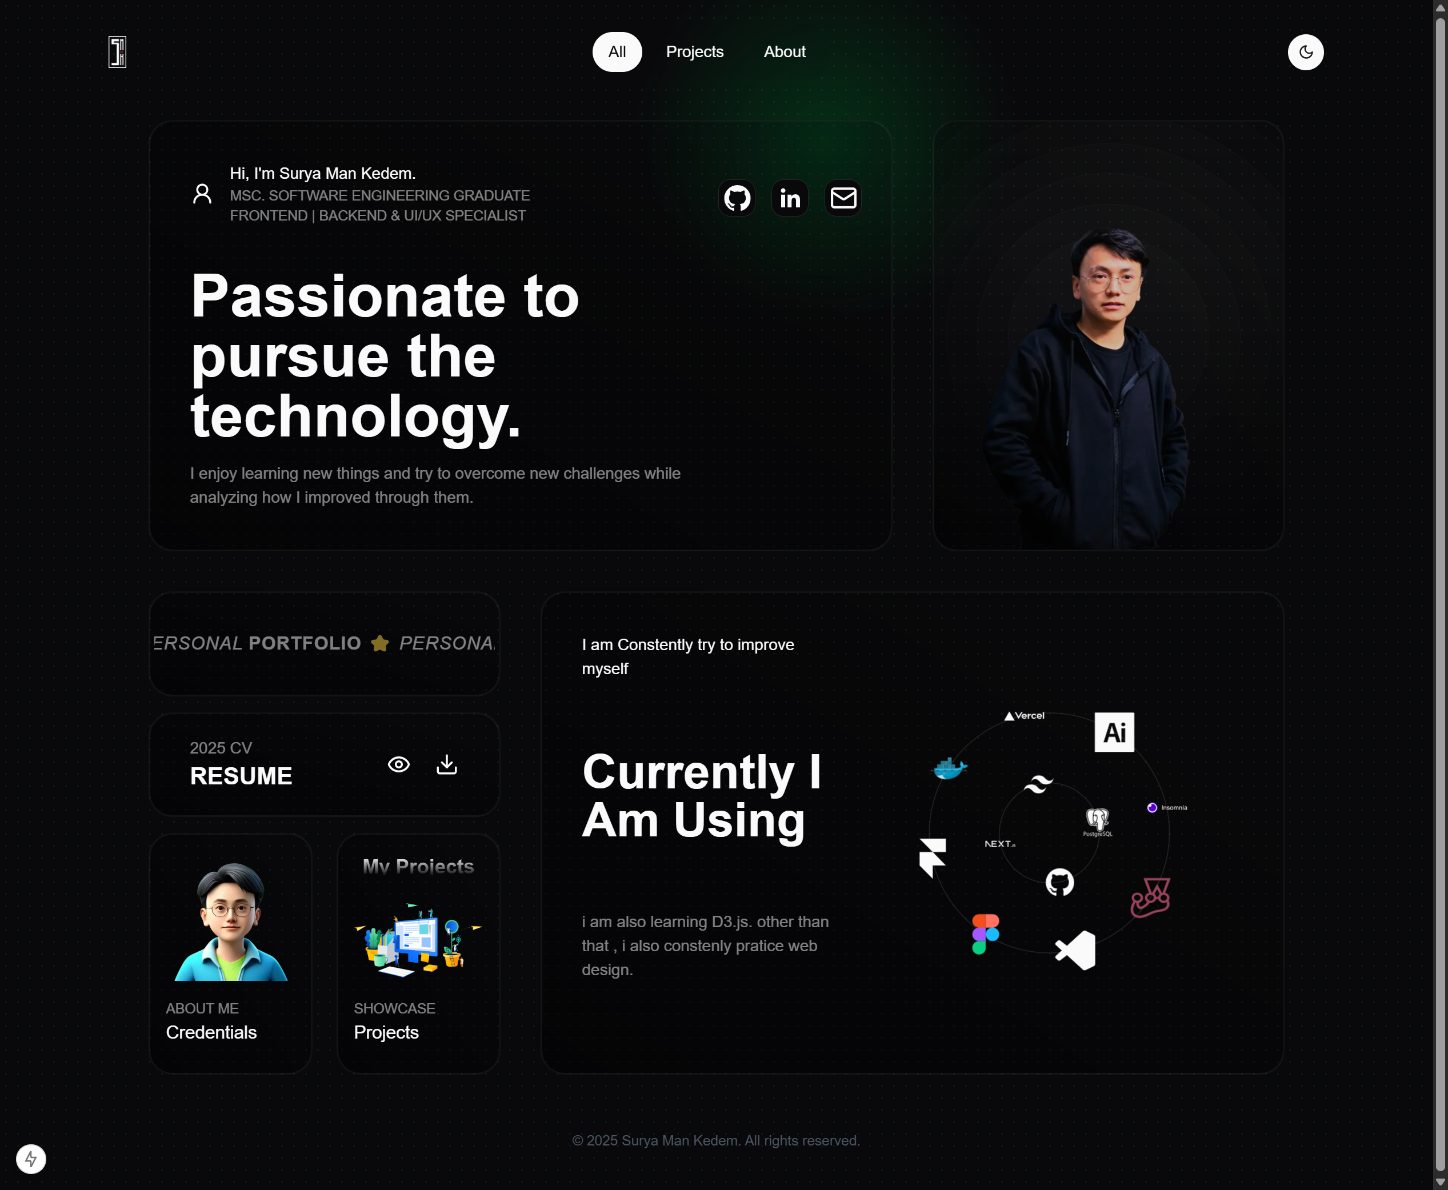 All
Projects
About
Hi, I'm Surya Man Kedem.
MSC. SOFTWARE ENGINEERING GRADUATE
FRONTEND | BACKEND & UI/UX SPECIALIST
in
Passionate to
pursue the
technology.
I enjoy learning new things and try to overcome new challenges while
analyzing how I improved through them.
ERSONAL PORTFOLIO ⭐ PERSONA
2025 CV
RESUME
My Projects
ABOUT ME
Credentials
SHOWCASE
Projects
I am Constently try to improve
myself
Currently I
Am Using
i am also learning D3.js. other than
that , i also constenly pratice web
design.
Vercel
Ai
Insomnia
PostgreSQL
NEXT.js
© 2025 Surya Man Kedem. All rights reserved.